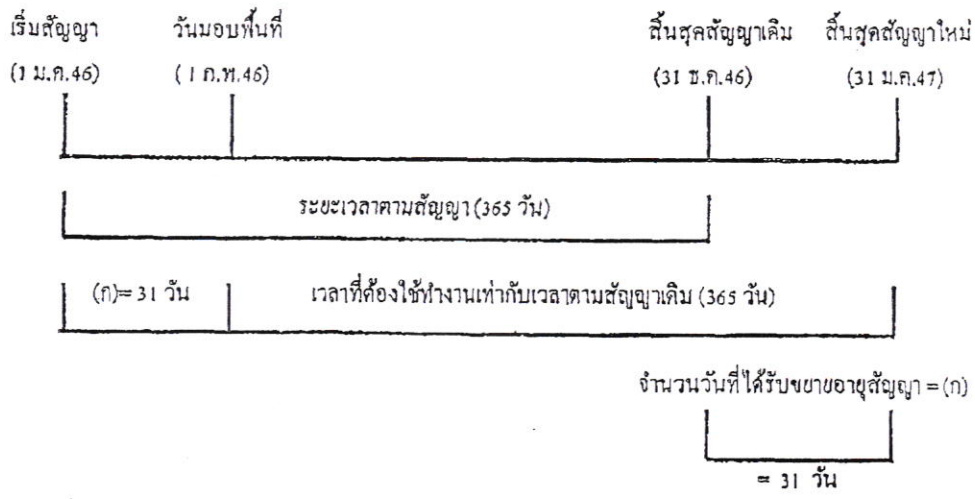 เริ่มสัญญา วันมอบพื้นที่ สิ้นสุดสัญญาเดิม สิ้นสุดสัญญาใหม่
(1 ม.ค.46) (1 ก.พ.46) (31 ธ.ค.46) (31 ม.ค.47)
ระยะเวลาตามสัญญา (365 วัน)
(ก)= 31 วัน เวลาที่ต้องใช้ทำงานเท่ากับเวลาตามสัญญาเดิม (365 วัน)
จำนวนวันที่ได้รับขยายอายุสัญญา = (ก)
= 31 วัน